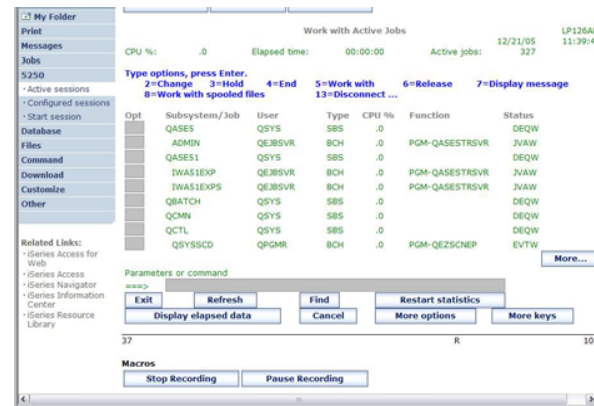 My Folder
Print
Messages
Jobs
5250
Active sessions
Configured sessions
Start session
Database
Files
Command
Download
Customize
Other
Related Links:
iSeries Access for Web
iSeries Access
iSeries Navigator
iSeries Information Center
iSeries Resource Library
Work with Active Jobs
12/21/05 11:39:4
CPU %: .0 Elapsed time: 00:00:00 Active jobs: 327
Type options, press Enter.
2=Change 3=Hold 4=End 5=Work with 6=Release 7=Display message
8=Work with spooled files 13=Disconnect ...
Opt Subsystem/Job User Type CPU % Function Status
QASE5 QSYS SBS .0 DEQW
ADMIN QEJBSVR BCH .0 PGM-QASESTRSVR JVAW
QASE51 QSYS SBS .0 DEQW
IWA51EXP QEJBSVR BCH .0 PGM-QASESTRSVR JVAW
IWA51EXPS QEJBSVR BCH .0 PGM-QASESTRSVR JVAW
QBATCH QSYS SBS .0 DEQW
QCMN QSYS SBS .0 DEQW
QCTL QSYS SBS .0 DEQW
QSYSSCD QPGMR BCH .0 PGM-QEZSCNEP EVTW
More...
Parameters or command
===>
Exit Refresh Find Restart statistics
Display elapsed data Cancel More options More keys
37 R 10
Macros
Stop Recording Pause Recording